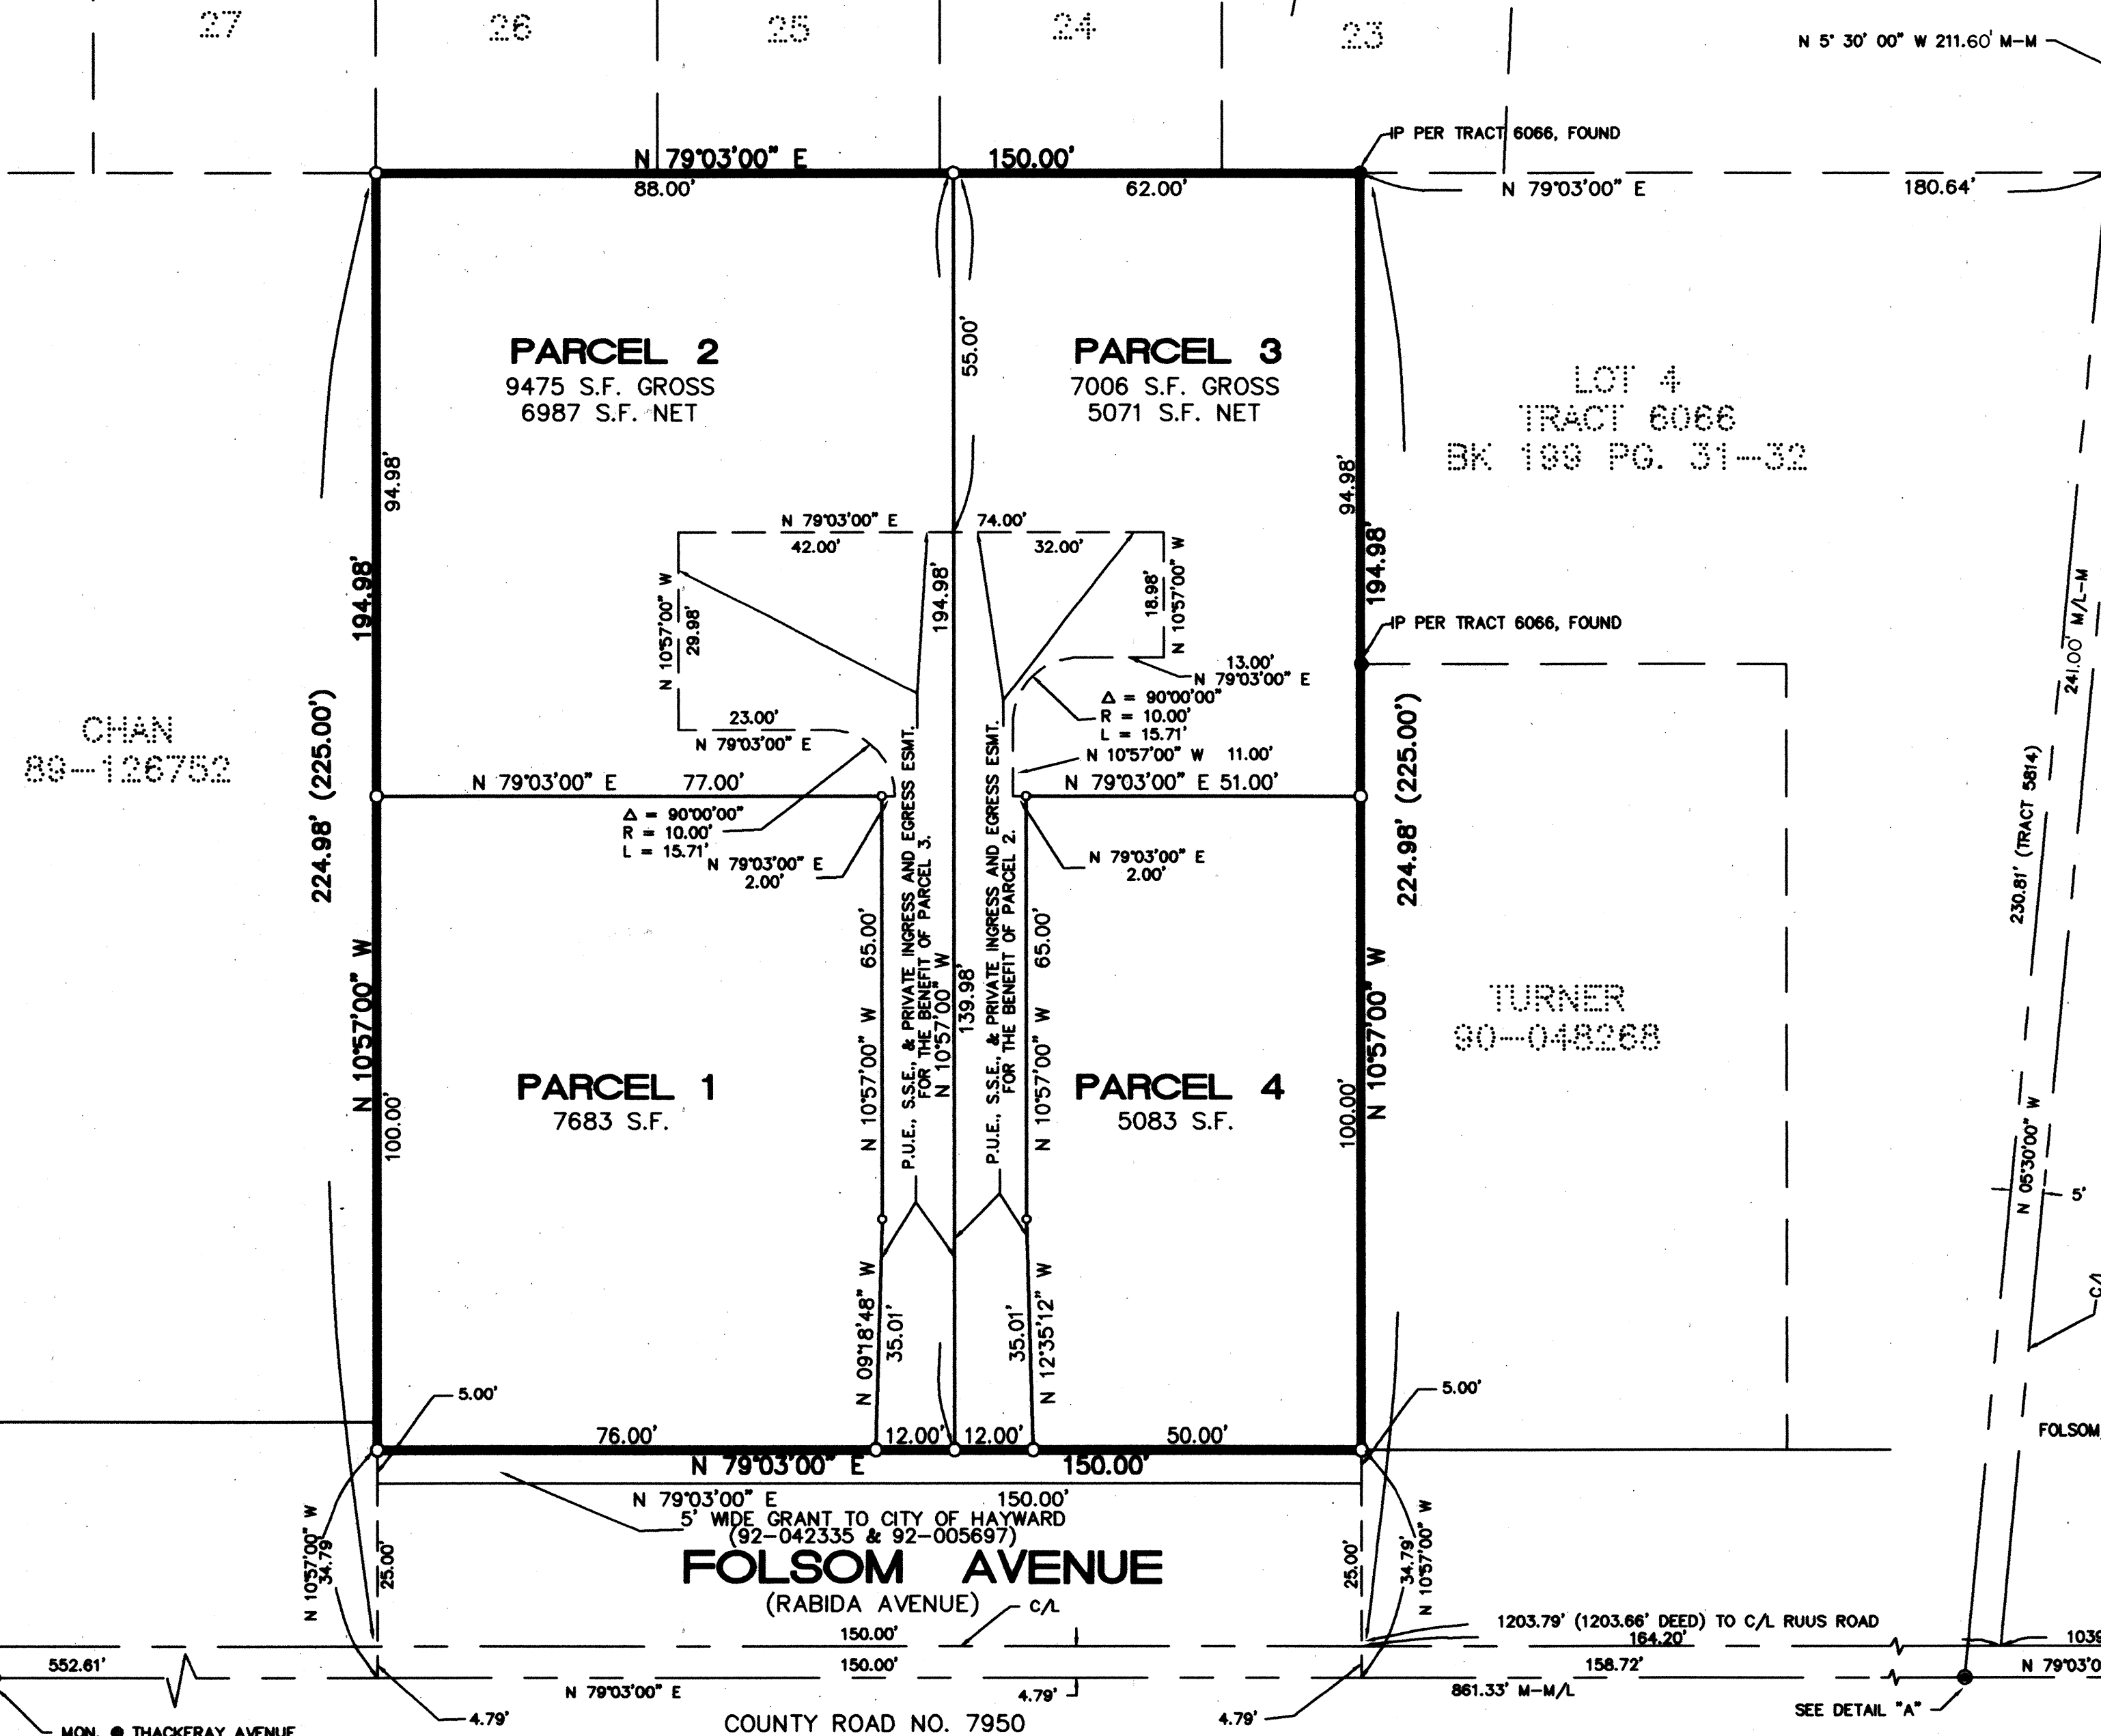 27
26
25
24
23
N 5° 30' 00" W 211.60' M-M
IP PER TRACT 6066, FOUND
N 79°03'00" E 150.00'
88.00'
62.00'
N 79°03'00" E
180.64'
55.00'
PARCEL 2
9475 S.F. GROSS
6987 S.F. NET
PARCEL 3
7006 S.F. GROSS
5071 S.F. NET
LOT 4
TRACT 6066
BK 199 PG. 31-32
94.98'
94.98'
194.98'
194.98'
194.98'
N 79°03'00" E 74.00'
42.00'
32.00'
N 10°57'00" W
29.98'
18.98'
N 10°57'00" W
IP PER TRACT 6066, FOUND
241.00' M/L-M
13.00'
N 79°03'00" E
Δ = 90°00'00"
R = 10.00'
L = 15.71'
N 10°57'00" W 11.00'
23.00'
N 79°03'00" E
CHAN
89-126752
224.98' (225.00')
224.98' (225.00')
N 79°03'00" E 77.00'
N 79°03'00" E 51.00'
Δ = 90°00'00"
R = 10.00'
L = 15.71'
N 79°03'00" E
2.00'
N 79°03'00" E
2.00'
230.81' (TRACT 5814)
P.U.E., S.S.E., & PRIVATE INGRESS AND EGRESS ESMT.
FOR THE BENEFIT OF PARCEL 3.
P.U.E., S.S.E., & PRIVATE INGRESS AND EGRESS ESMT.
FOR THE BENEFIT OF PARCEL 2.
N 10°57'00" W 65.00'
N 10°57'00" W
139.98'
N 10°57'00" W 65.00'
N 10°57'00" W
N 10°57'00" W
TURNER
90-048268
PARCEL 1
7683 S.F.
PARCEL 4
5083 S.F.
100.00'
100.00'
N 05°30'00" W
5'
N 09°18'48" W
35.01'
35.01'
N 12°35'12" W
C/L
5.00'
5.00'
FOLSOM
76.00'
12.00'
12.00'
50.00'
N 79°03'00" E 150.00'
N 79°03'00" E 150.00'
5' WIDE GRANT TO CITY OF HAYWARD
(92-042335 & 92-005697)
N 10°57'00" W
34.79'
25.00'
25.00'
34.79'
N 10°57'00" W
FOLSOM AVENUE
(RABIDA AVENUE)
C/L
1203.79' (1203.66' DEED) TO C/L RUUS ROAD
150.00'
164.20'
1039
552.61'
150.00'
158.72'
N 79°03'0
N 79°03'00" E
4.79'
861.33' M-M/L
SEE DETAIL "A"
4.79'
4.79'
COUNTY ROAD NO. 7950
MON. @ THACKERAY AVENUE